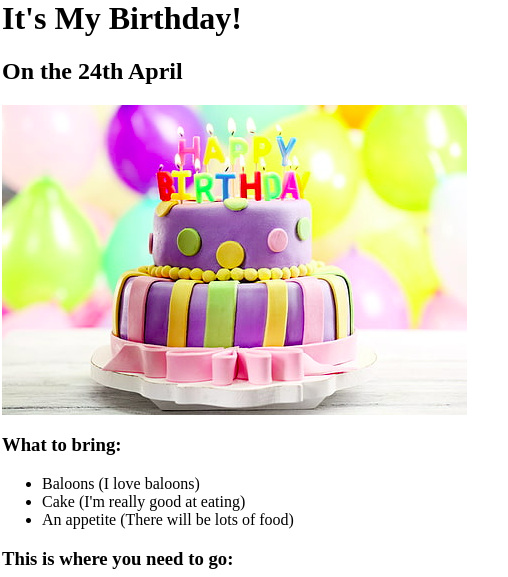 It's My Birthday!
On the 24th April
HAPPY
BIRTHDAY
What to bring:
Baloons (I love baloons)
Cake (I'm really good at eating)
An appetite (There will be lots of food)
This is where you need to go: